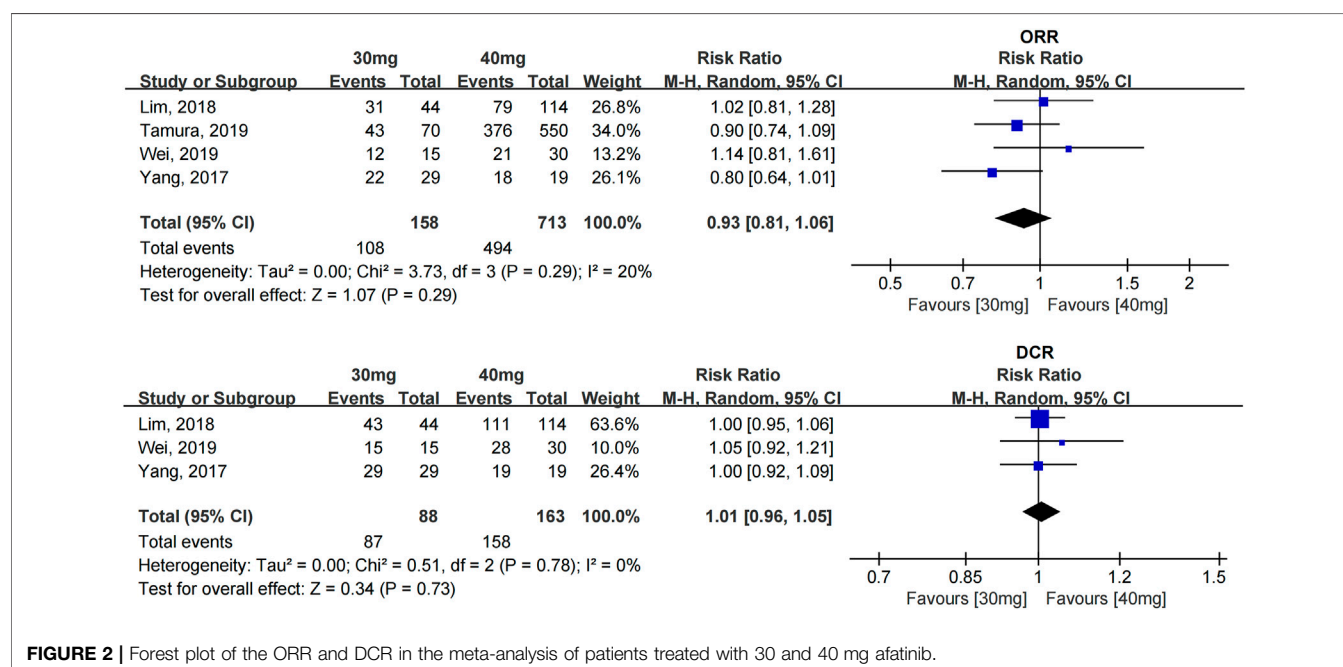 ORR
30mg 40mg Risk Ratio Risk Ratio
Study or Subgroup Events Total Events Total Weight M-H, Random, 95% CI M-H, Random, 95% CI
Lim, 2018 31 44 79 114 26.8% 1.02 [0.81, 1.28]
Tamura, 2019 43 70 376 550 34.0% 0.90 [0.74, 1.09]
Wei, 2019 12 15 21 30 13.2% 1.14 [0.81, 1.61]
Yang, 2017 22 29 18 19 26.1% 0.80 [0.64, 1.01]
Total (95% CI) 158 713 100.0% 0.93 [0.81, 1.06]
Total events 108 494
Heterogeneity: Tau² = 0.00; Chi² = 3.73, df = 3 (P = 0.29); I² = 20%
Test for overall effect: Z = 1.07 (P = 0.29)
0.5 0.7 1 1.5 2
Favours [30mg] Favours [40mg]
DCR
30mg 40mg Risk Ratio Risk Ratio
Study or Subgroup Events Total Events Total Weight M-H, Random, 95% CI M-H, Random, 95% CI
Lim, 2018 43 44 111 114 63.6% 1.00 [0.95, 1.06]
Wei, 2019 15 15 28 30 10.0% 1.05 [0.92, 1.21]
Yang, 2017 29 29 19 19 26.4% 1.00 [0.92, 1.09]
Total (95% CI) 88 163 100.0% 1.01 [0.96, 1.05]
Total events 87 158
Heterogeneity: Tau² = 0.00; Chi² = 0.51, df = 2 (P = 0.78); I² = 0%
Test for overall effect: Z = 0.34 (P = 0.73)
0.7 0.85 1 1.2 1.5
Favours [30mg] Favours [40mg]
FIGURE 2 | Forest plot of the ORR and DCR in the meta-analysis of patients treated with 30 and 40 mg afatinib.